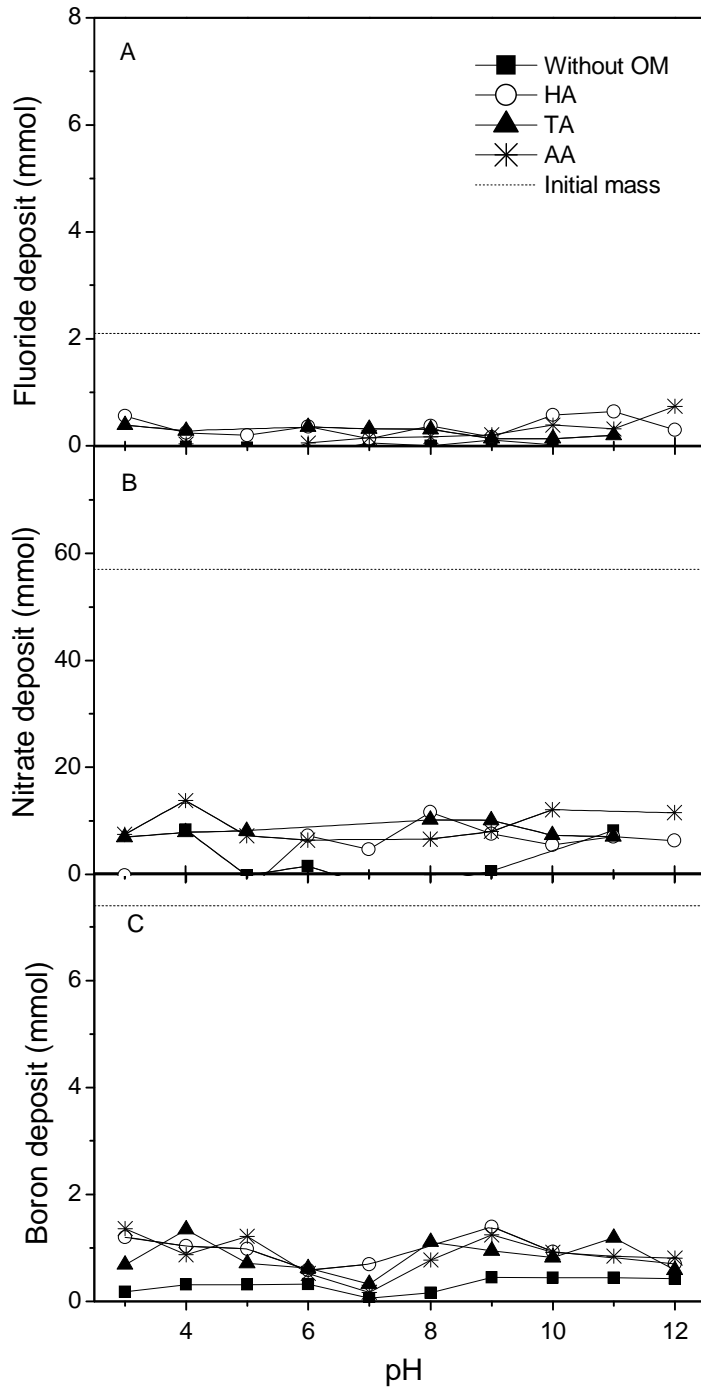 8
A
Without OM
HA
TA
AA
Initial mass
6
4
2
0
Fluoride deposit (mmol)
B
60
40
20
0
Nitrate deposit (mmol)
C
6
4
2
0
Boron deposit (mmol)
4 6 8 10 12
pH